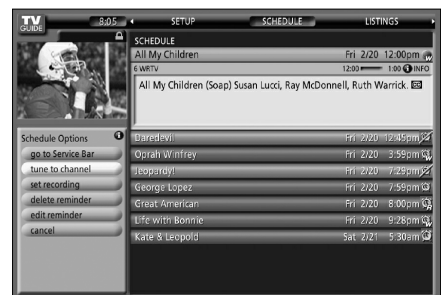 TV GUIDE
8:05
SETUP SCHEDULE LISTINGS
SCHEDULE
All My Children Fri 2/20 12:00pm
6 WRTV 12:00 1:00 INFO
All My Children (Soap) Susan Lucci, Ray McDonnell, Ruth Warrick.
Schedule Options
go to Service Bar
tune to channel
set recording
delete reminder
edit reminder
cancel
Daredevil Fri 2/20 12:45pm
Oprah Winfrey Fri 2/20 3:59pm
Jeopardy! Fri 2/20 7:29pm
George Lopez Fri 2/20 7:59pm
Great American Fri 2/20 8:00pm
Life with Bonnie Fri 2/20 9:28pm
Kate & Leopold Sat 2/21 5:30am